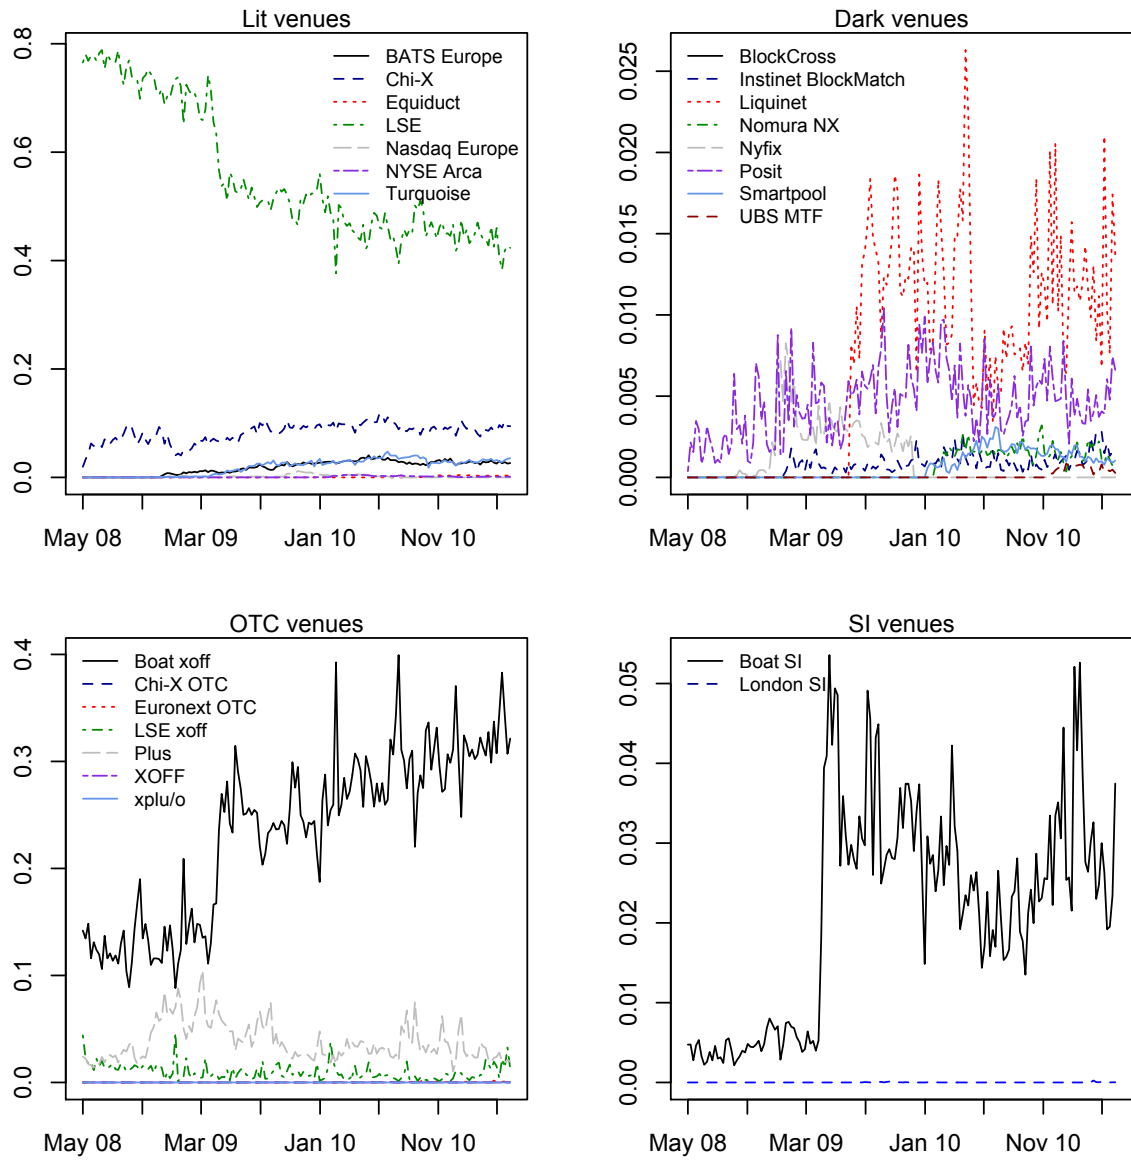 Lit venues
0.8
0.6
0.4
0.2
0.0
BATS Europe
Chi-X
Equiduct
LSE
Nasdaq Europe
NYSE Arca
Turquoise
May 08 Mar 09 Jan 10 Nov 10
Dark venues
0.025
0.020
0.015
0.010
0.005
0.000
BlockCross
Instinet BlockMatch
Liquinet
Nomura NX
Nyfix
Posit
Smartpool
UBS MTF
May 08 Mar 09 Jan 10 Nov 10
OTC venues
0.4
0.3
0.2
0.1
0.0
Boat xoff
Chi-X OTC
Euronext OTC
LSE xoff
Plus
XOFF
xplu/o
May 08 Mar 09 Jan 10 Nov 10
SI venues
0.05
0.04
0.03
0.02
0.01
0.00
Boat SI
London SI
May 08 Mar 09 Jan 10 Nov 10